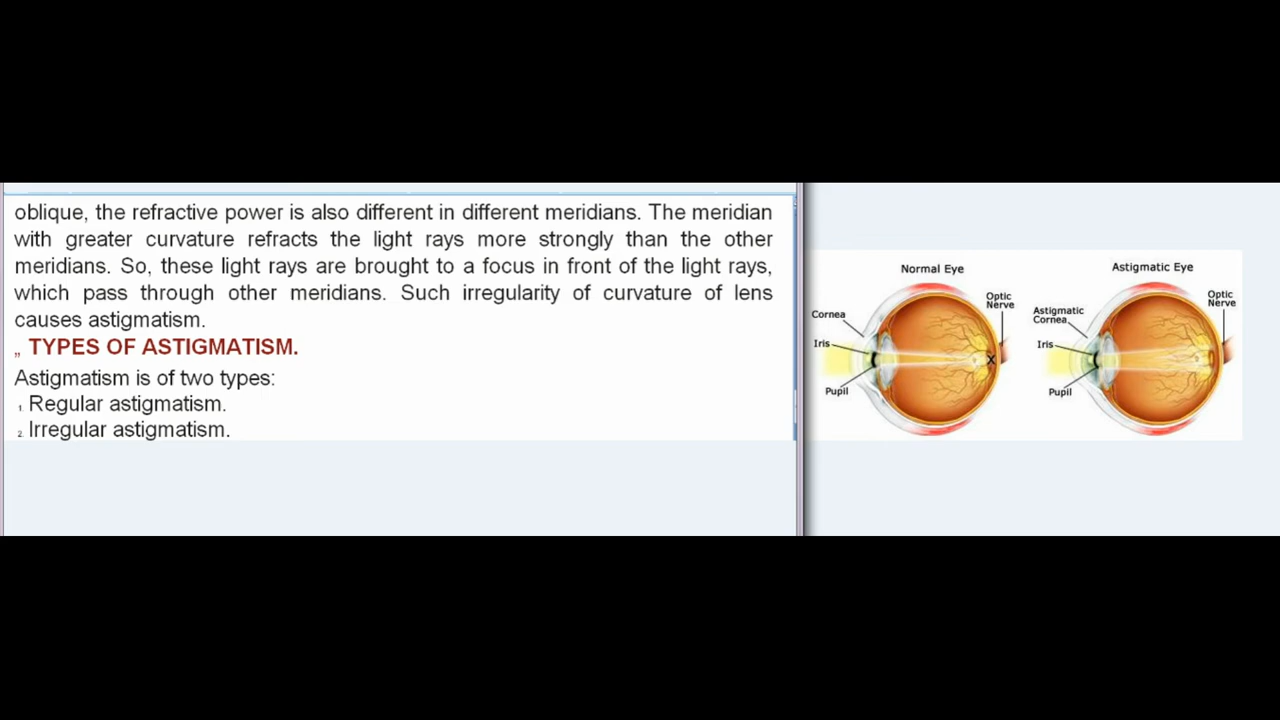 oblique, the refractive power is also different in different meridians. The meridian
with greater curvature refracts the light rays more strongly than the other
meridians. So, these light rays are brought to a focus in front of the light rays,
which pass through other meridians. Such irregularity of curvature of lens
causes astigmatism.
„ TYPES OF ASTIGMATISM.
Astigmatism is of two types:
1. Regular astigmatism.
2. Irregular astigmatism.
Normal Eye
Cornea
Iris
Pupil
Optic
Nerve
X
Astigmatic Eye
Astigmatic
Cornea
Iris
Pupil
Optic
Nerve